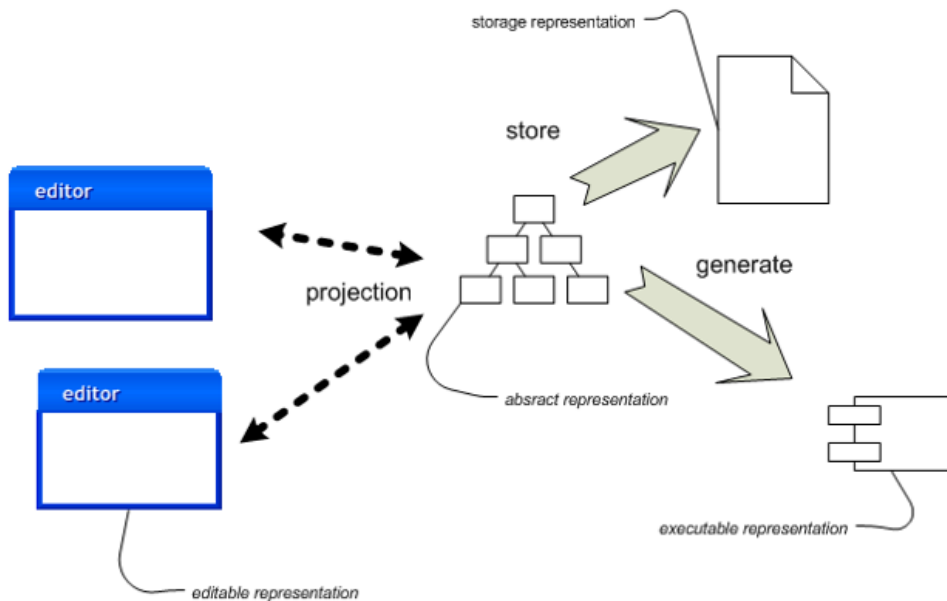 storage representation
store
editor
generate
projection
editor
absract representation
executable representation
editable representation